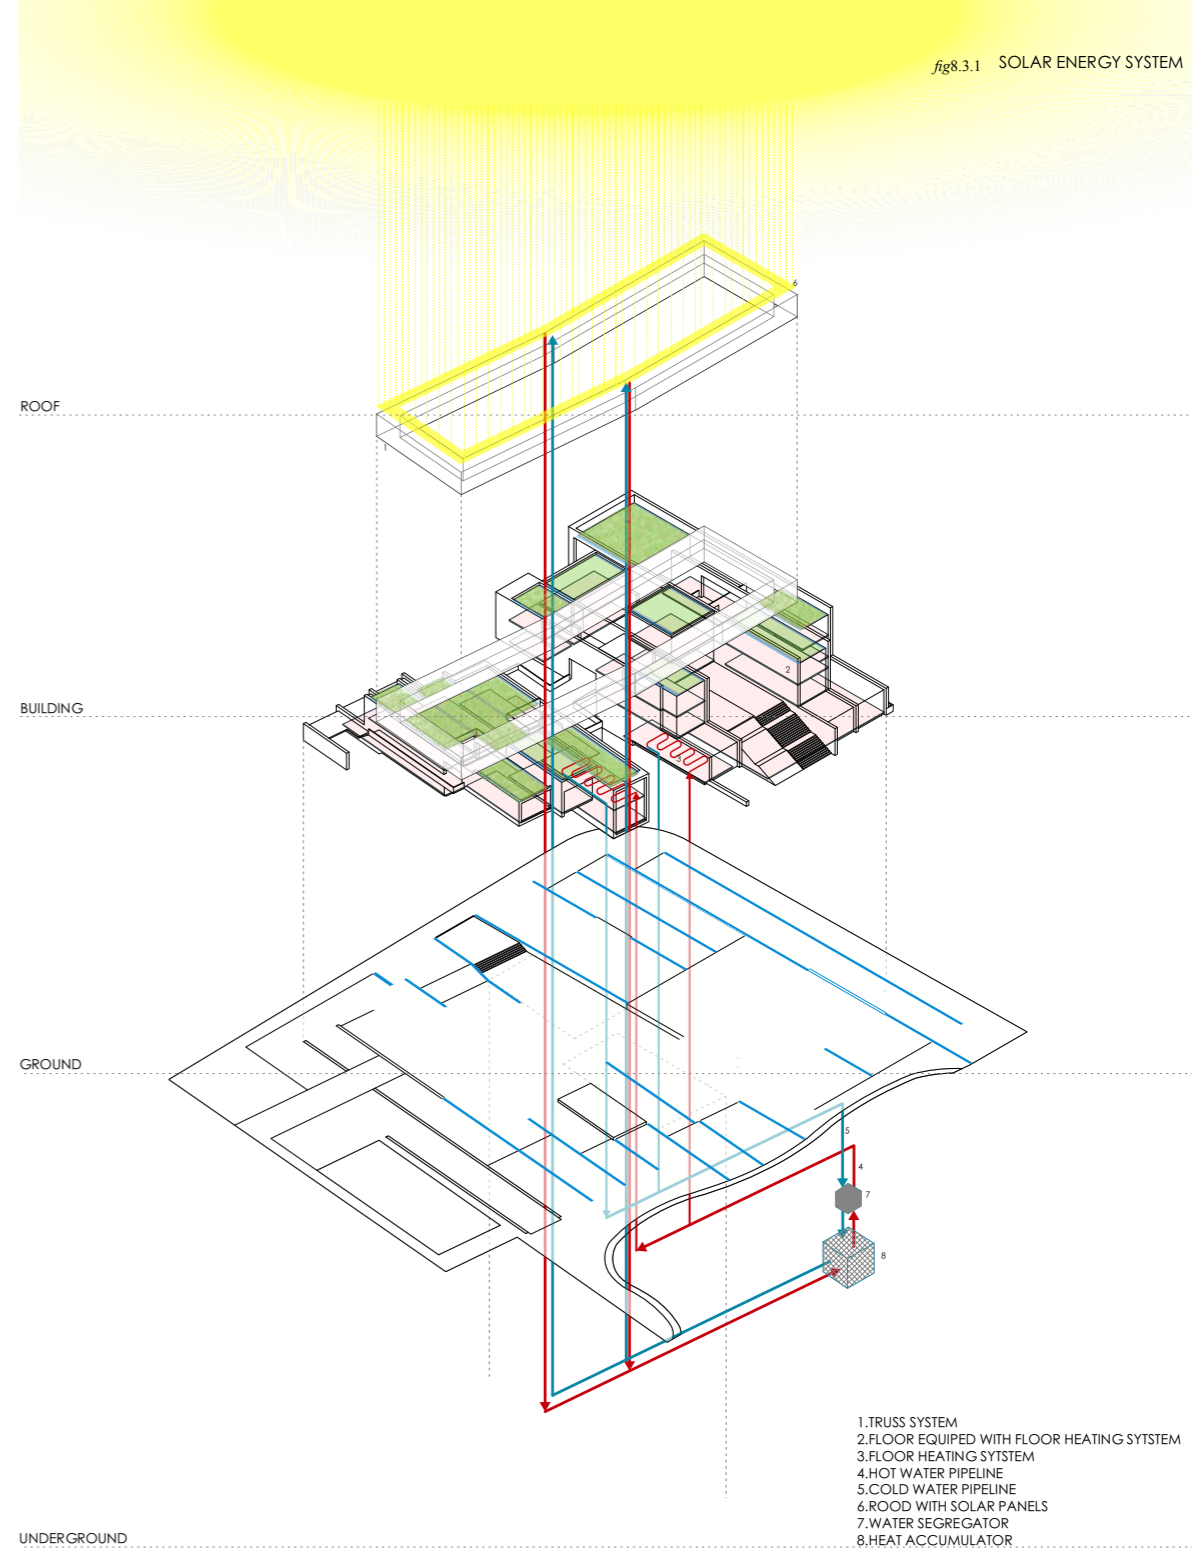 fig8.3.1 SOLAR ENERGY SYSTEM
6
ROOF
1
2
BUILDING
3
GROUND
5
4
7
8
1.TRUSS SYSTEM
2.FLOOR EQUIPED WITH FLOOR HEATING SYTSTEM
3.FLOOR HEATING SYTSTEM
4.HOT WATER PIPELINE
5.COLD WATER PIPELINE
6.ROOD WITH SOLAR PANELS
7.WATER SEGREGATOR
8.HEAT ACCUMULATOR
UNDERGROUND